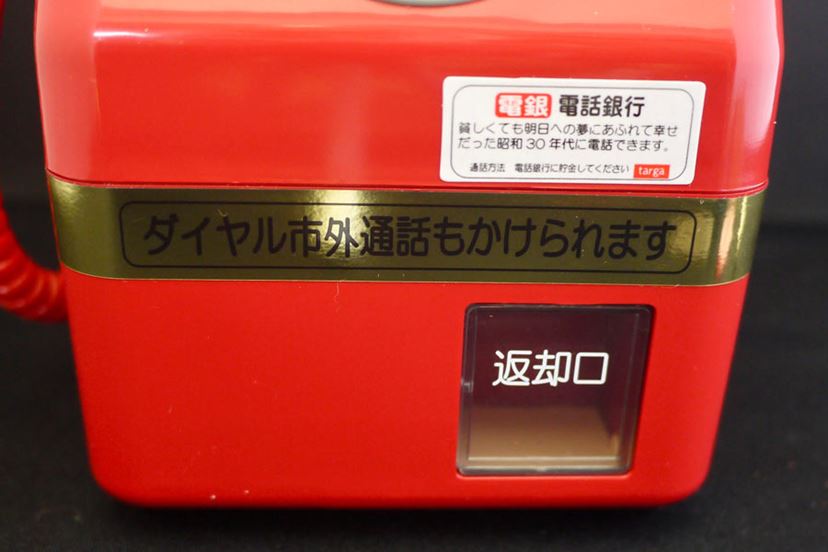 電銀 電話銀行
貧しくても明日への夢にあふれて幸せ
だった昭和30年代に電話できます。
通話方法 電話銀行に貯金してください targa
ダイヤル市外通話もかけられます
返却口